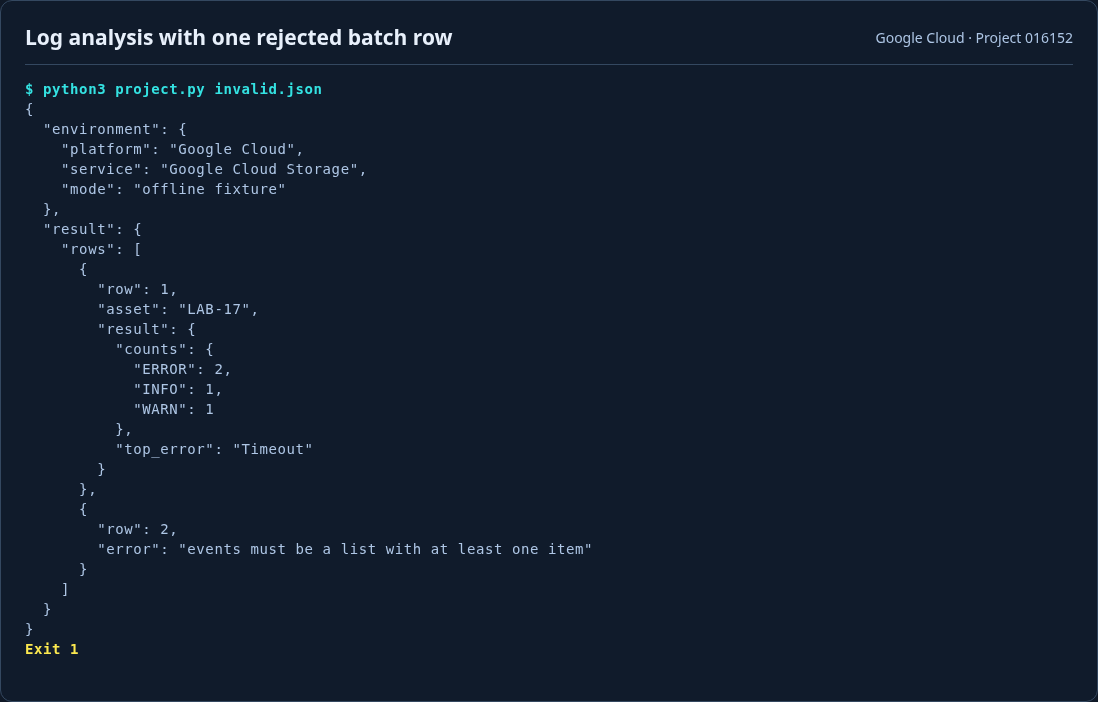 Log analysis with one rejected batch row
Google Cloud · Project 016152
$ python3 project.py invalid.json
{
  "environment": {
    "platform": "Google Cloud",
    "service": "Google Cloud Storage",
    "mode": "offline fixture"
  },
  "result": {
    "rows": [
      {
        "row": 1,
        "asset": "LAB-17",
        "result": {
          "counts": {
            "ERROR": 2,
            "INFO": 1,
            "WARN": 1
          },
          "top_error": "Timeout"
        }
      },
      {
        "row": 2,
        "error": "events must be a list with at least one item"
      }
    ]
  }
}
Exit 1